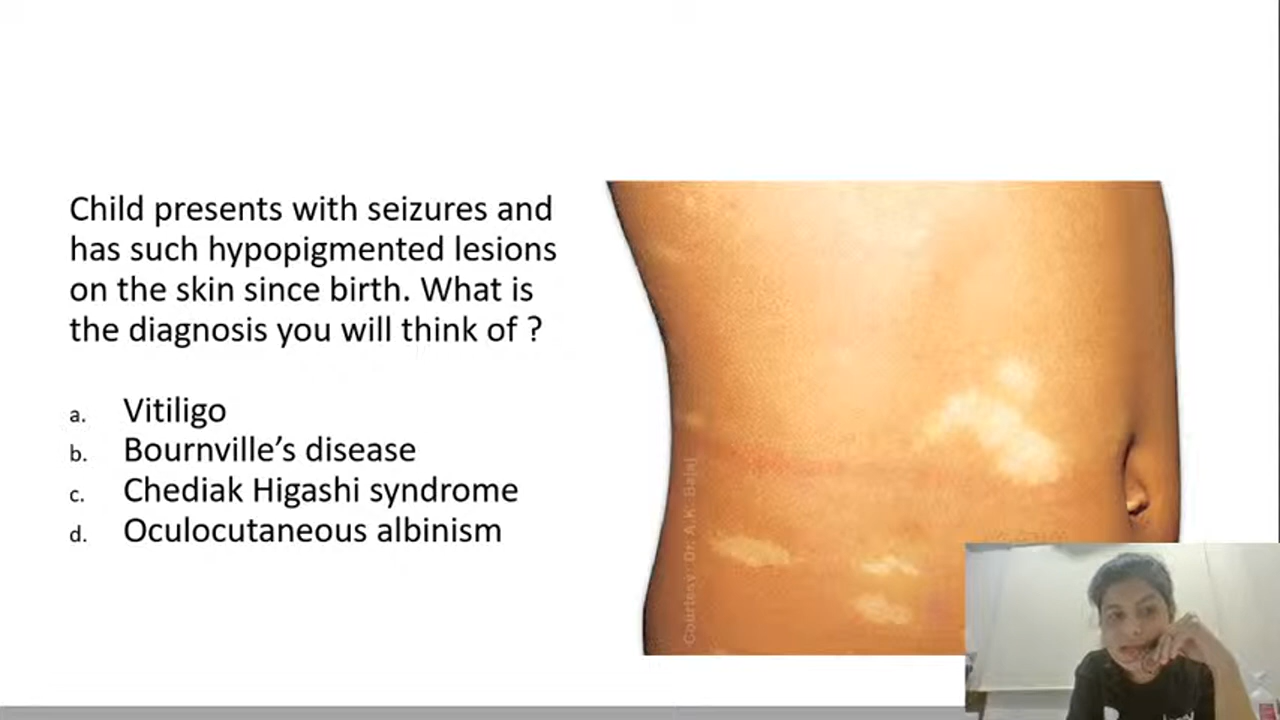 Child presents with seizures and
has such hypopigmented lesions
on the skin since birth. What is
the diagnosis you will think of ?
a. Vitiligo
b. Bournville’s disease
c. Chediak Higashi syndrome
d. Oculocutaneous albinism
Courtesy: Dr. A.K. Bajaj